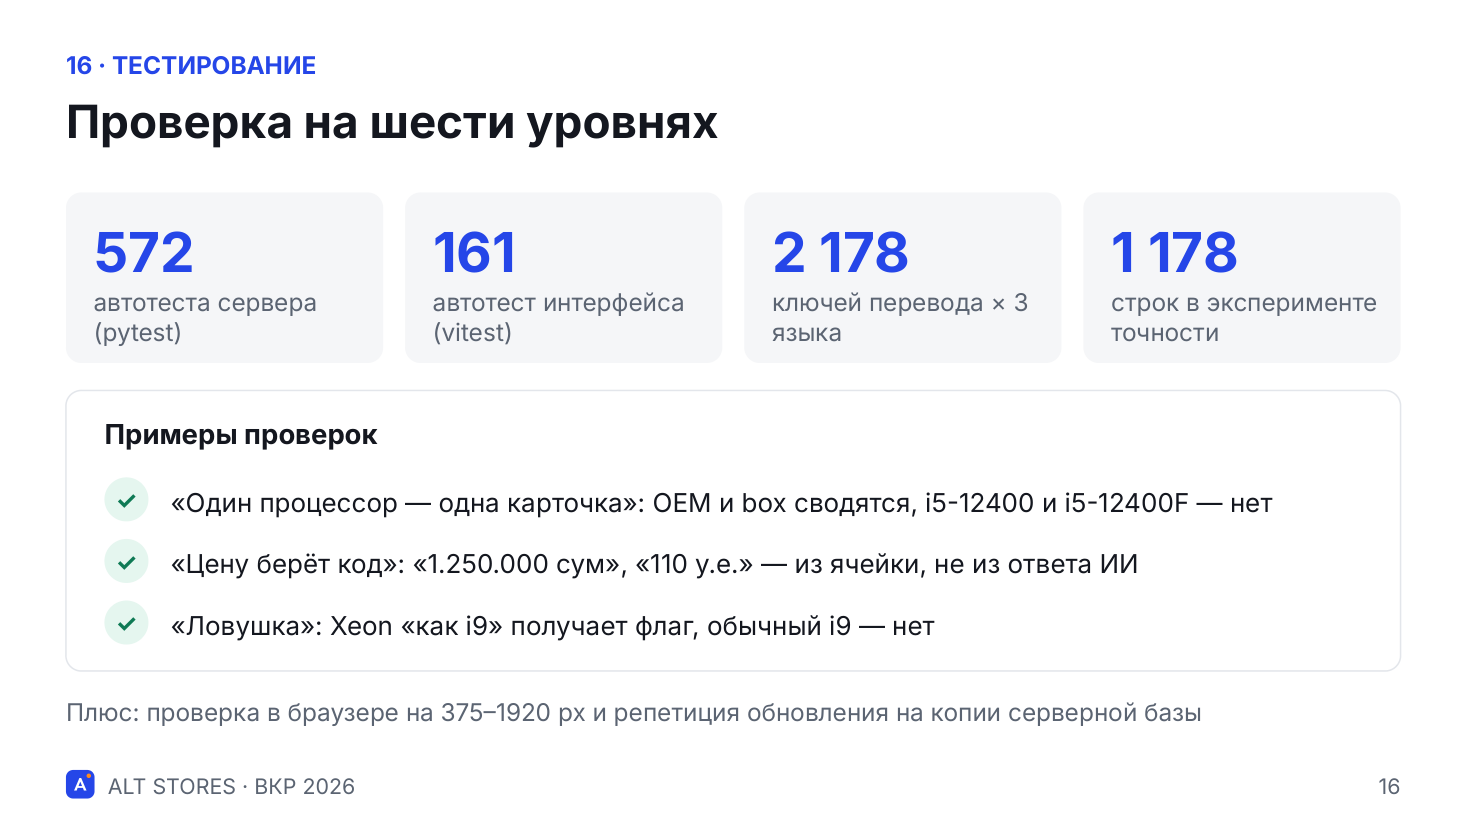 16 · ТЕСТИРОВАНИЕ
Проверка на шести уровнях
572
автотеста сервера
(pytest)
161
автотест интерфейса
(vitest)
2 178
ключей перевода × 3
языка
1 178
строк в эксперименте
точности
Примеры проверок
«Один процессор — одна карточка»: OEM и box сводятся, i5-12400 и i5-12400F — нет
«Цену берёт код»: «1.250.000 сум», «110 у.е.» — из ячейки, не из ответа ИИ
«Ловушка»: Xeon «как i9» получает флаг, обычный i9 — нет
Плюс: проверка в браузере на 375–1920 px и репетиция обновления на копии серверной базы
A ALT STORES · ВКР 2026
16